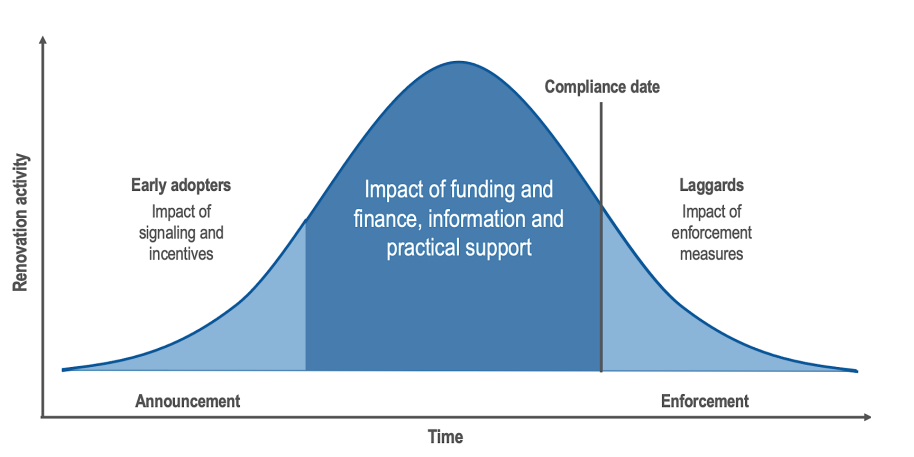 Compliance date
Early adopters
Impact of
signaling and
incentives
Impact of funding and
finance, information and
practical support
Laggards
Impact of
enforcement
measures
Renovation activity
Announcement
Enforcement
Time